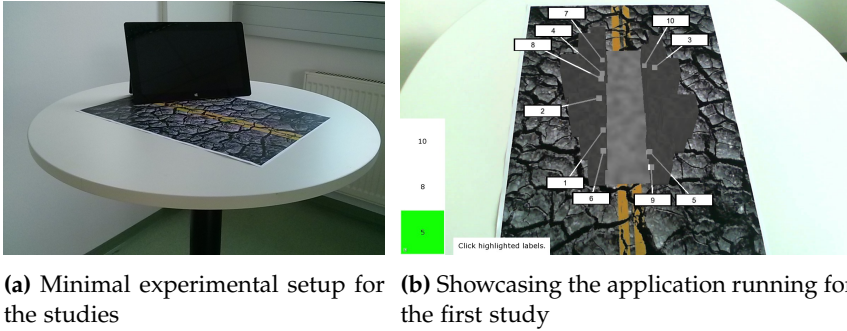 7
10
4
3
8
2
10
8
1
6
9
5
5
Click highlighted labels.
(a) Minimal experimental setup for
the studies
(b) Showcasing the application running for
the first study